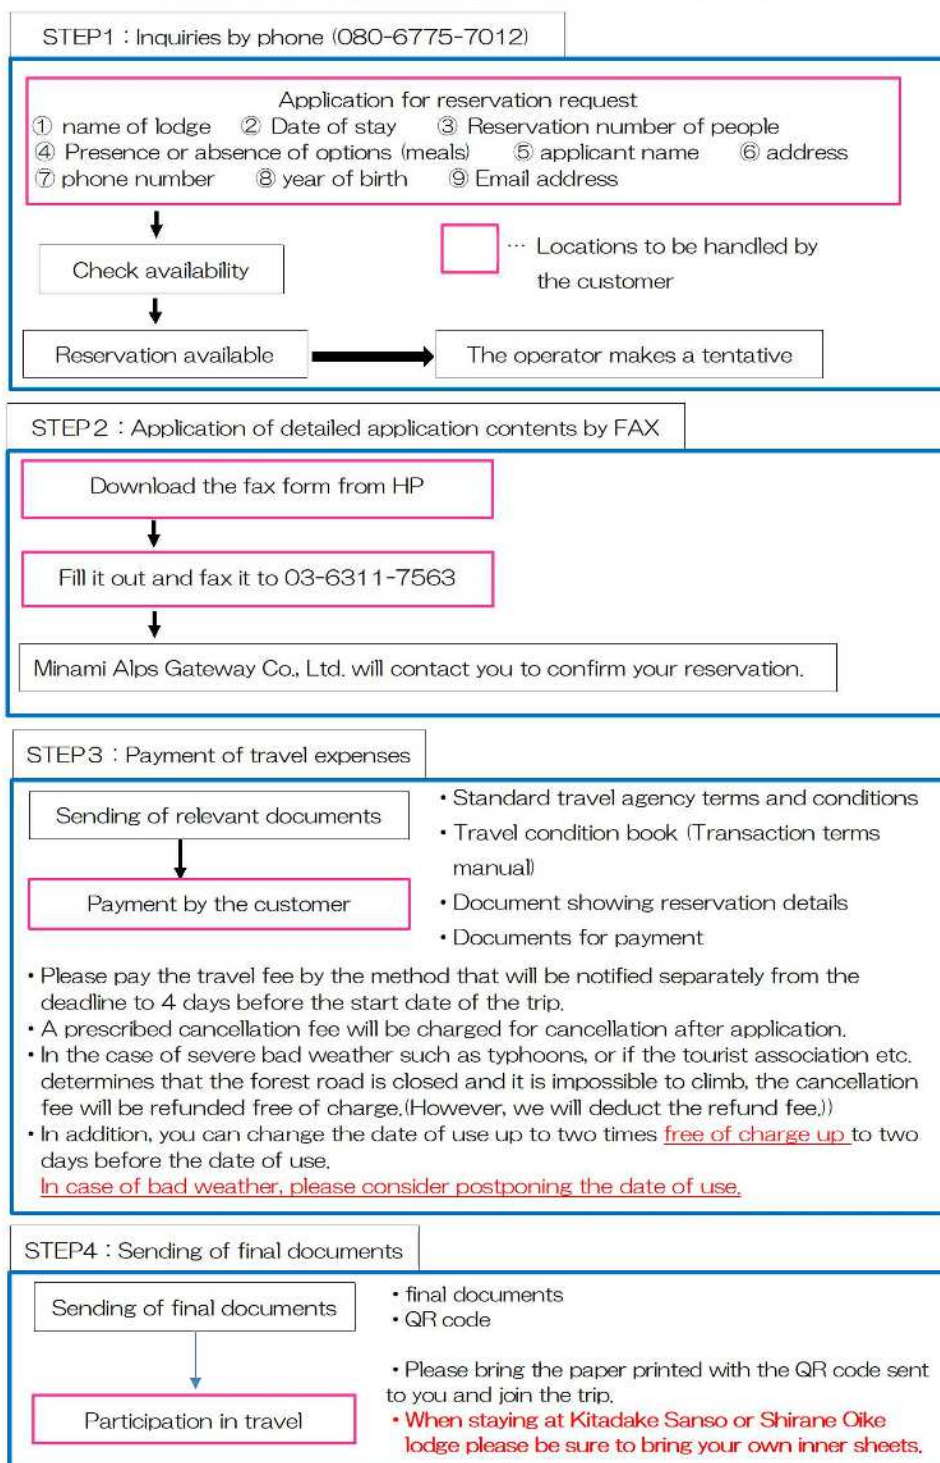 STEP1：Inquiries by phone (080-6775-7012)
Application for reservation request
① name of lodge ② Date of stay ③ Reservation number of people
④ Presence or absence of options (meals) ⑤ applicant name ⑥ address
⑦ phone number ⑧ year of birth ⑨ Email address
Check availability
… Locations to be handled by
the customer
Reservation available
The operator makes a tentative
STEP2：Application of detailed application contents by FAX
Download the fax form from HP
Fill it out and fax it to 03-6311-7563
Minami Alps Gateway Co., Ltd. will contact you to confirm your reservation.
STEP3：Payment of travel expenses
Sending of relevant documents
Payment by the customer
・Standard travel agency terms and conditions
・Travel condition book (Transaction terms
manual)
・Document showing reservation details
・Documents for payment
・Please pay the travel fee by the method that will be notified separately from the
deadline to 4 days before the start date of the trip.
・A prescribed cancellation fee will be charged for cancellation after application.
・In the case of severe bad weather such as typhoons, or if the tourist association etc.
determines that the forest road is closed and it is impossible to climb, the cancellation
fee will be refunded free of charge.(However, we will deduct the refund fee.))
・In addition, you can change the date of use up to two times free of charge up to two
days before the date of use.
In case of bad weather, please consider postponing the date of use.
STEP4：Sending of final documents
Sending of final documents
・final documents
・QR code
・Please bring the paper printed with the QR code sent
to you and join the trip.
Participation in travel
・When staying at Kitadake Sanso or Shirane Oike
lodge please be sure to bring your own inner sheets.